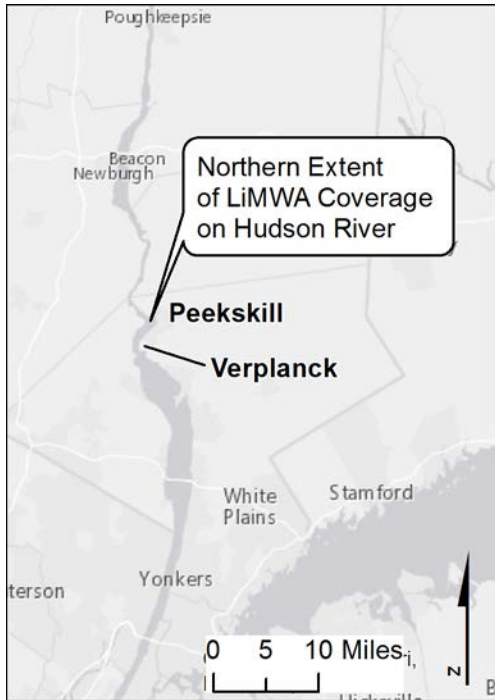 Poughkeepsie
Beacon
Newburgh
Northern Extent
of LiMWA Coverage
on Hudson River
Peekskill
Verplanck
White
Plains
Stamford
Yonkers
terson
0 5 10 Miles
N